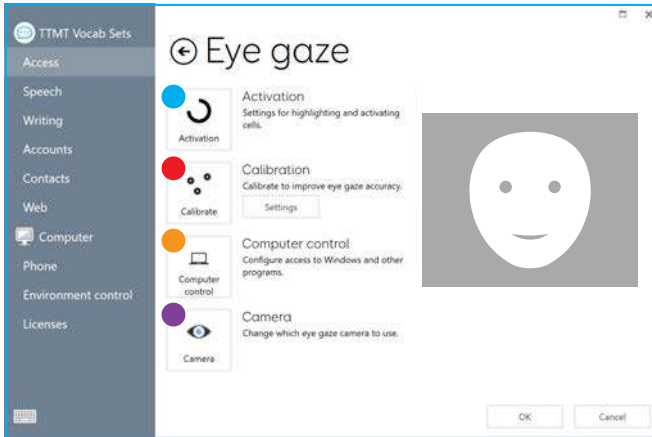 TTMT Vocab Sets
Access
Speech
Writing
Accounts
Contacts
Web
Computer
Phone
Environment control
Licenses
Eye gaze
Activation
Activation
Settings for highlighting and activating
cells.
Calibrate
Calibration
Calibrate to improve eye gaze accuracy.
Settings
Computer
control
Computer control
Configure access to Windows and other
programs.
Camera
Camera
Change which eye gaze camera to use.
OK
Cancel